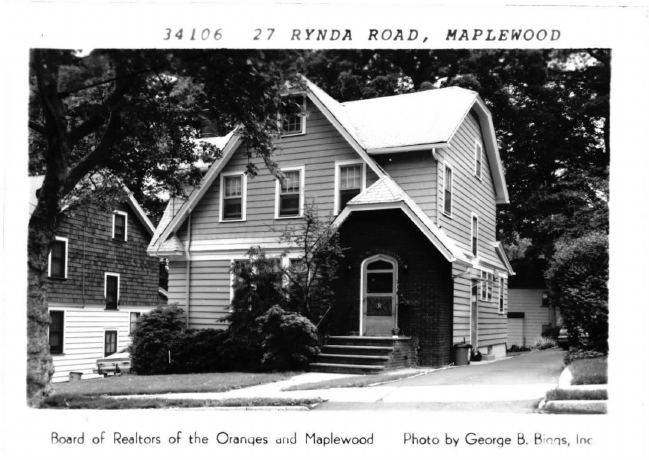 34106 27 RYNDA ROAD, MAPLEWOOD
Board of Realtors of the Oranges and Maplewood Photo by George B. Biggs, Inc